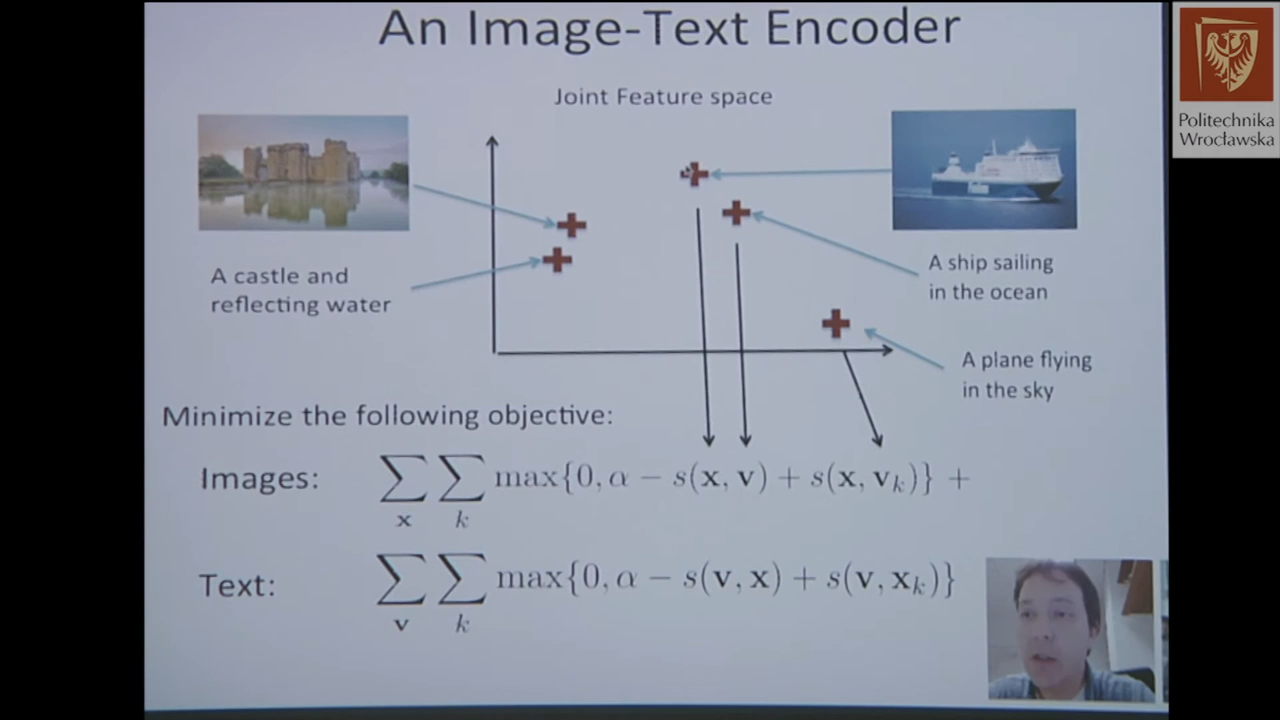 An Image-Text Encoder
Joint Feature space
Politechnika
Wrocławska
A castle and
reflecting water
A ship sailing
in the ocean
A plane flying
in the sky
Minimize the following objective:
Images: ∑_x ∑_k max{0, α − s(x, v) + s(x, v_k)} +
Text: ∑_v ∑_k max{0, α − s(v, x) + s(v, x_k)}